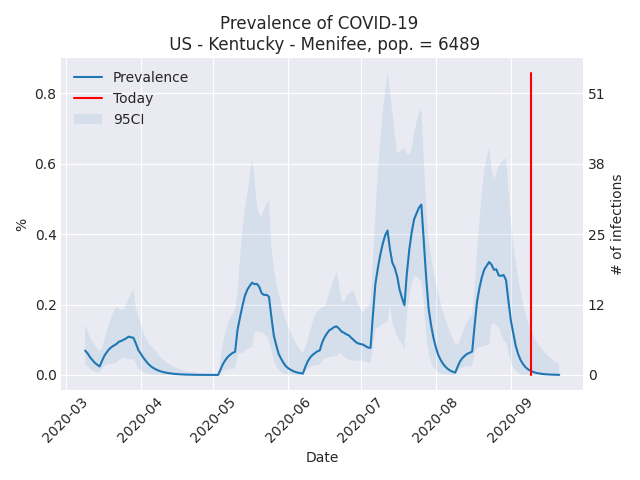 Prevalence of COVID-19
US - Kentucky - Menifee, pop. = 6489
Prevalence
Today
95CI
0.8
0.6
0.4
0.2
0.0
%
51
38
25
12
0
# of infections
2020-03
2020-04
2020-05
2020-06
2020-07
2020-08
2020-09
Date